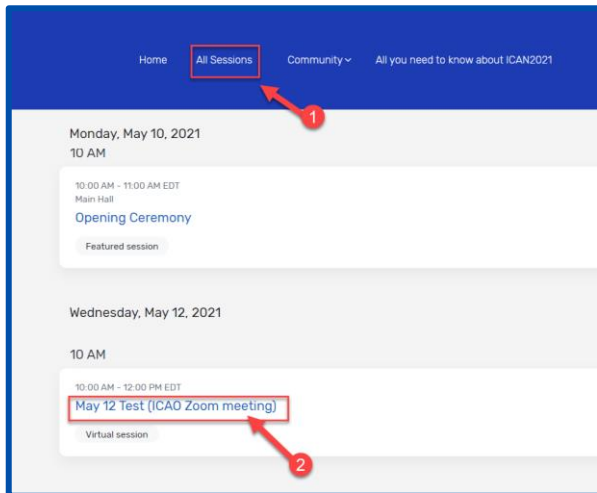 Home All Sessions Community All you need to know about ICAN2021
1
Monday, May 10, 2021
10 AM
10:00 AM - 11:00 AM EDT
Main Hall
Opening Ceremony
Featured session
Wednesday, May 12, 2021
10 AM
10:00 AM - 12:00 PM EDT
May 12 Test (ICAO Zoom meeting)
Virtual session
2